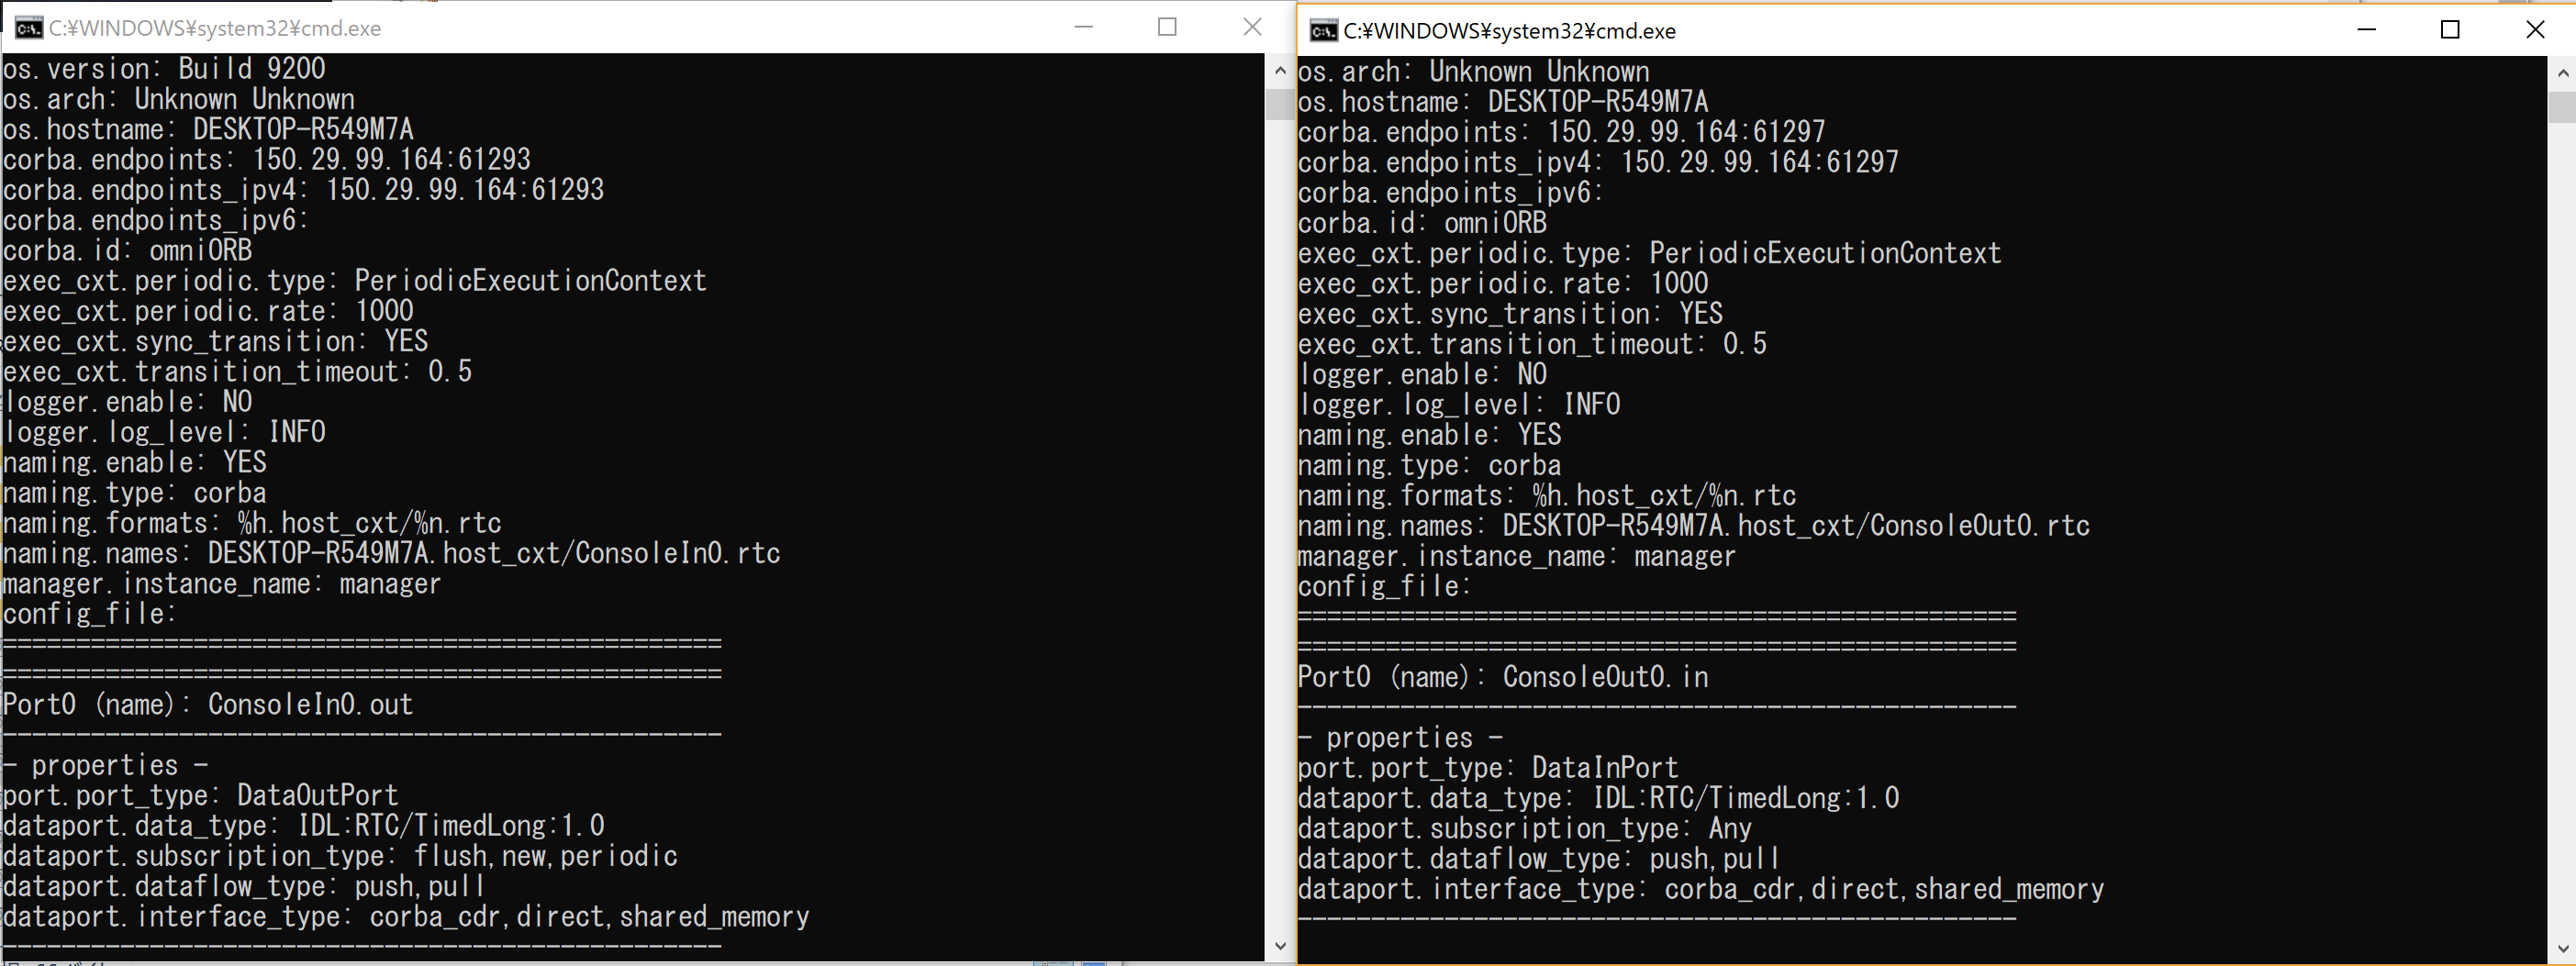 C:¥WINDOWS¥system32¥cmd.exe
os.version: Build 9200
os.arch: Unknown Unknown
os.hostname: DESKTOP-R549M7A
corba.endpoints: 150.29.99.164:61293
corba.endpoints_ipv4: 150.29.99.164:61293
corba.endpoints_ipv6:
corba.id: omniORB
exec_cxt.periodic.type: PeriodicExecutionContext
exec_cxt.periodic.rate: 1000
exec_cxt.sync_transition: YES
exec_cxt.transition_timeout: 0.5
logger.enable: NO
logger.log_level: INFO
naming.enable: YES
naming.type: corba
naming.formats: %h.host_cxt/%n.rtc
naming.names: DESKTOP-R549M7A.host_cxt/ConsoleIn0.rtc
manager.instance_name: manager
config_file:
=================================================
=================================================
Port0 (name): ConsoleIn0.out
-------------------------------------------------
- properties -
port.port_type: DataOutPort
dataport.data_type: IDL:RTC/TimedLong:1.0
dataport.subscription_type: flush,new,periodic
dataport.dataflow_type: push,pull
dataport.interface_type: corba_cdr,direct,shared_memory
-------------------------------------------------
C:¥WINDOWS¥system32¥cmd.exe
os.arch: Unknown Unknown
os.hostname: DESKTOP-R549M7A
corba.endpoints: 150.29.99.164:61297
corba.endpoints_ipv4: 150.29.99.164:61297
corba.endpoints_ipv6:
corba.id: omniORB
exec_cxt.periodic.type: PeriodicExecutionContext
exec_cxt.periodic.rate: 1000
exec_cxt.sync_transition: YES
exec_cxt.transition_timeout: 0.5
logger.enable: NO
logger.log_level: INFO
naming.enable: YES
naming.type: corba
naming.formats: %h.host_cxt/%n.rtc
naming.names: DESKTOP-R549M7A.host_cxt/ConsoleOut0.rtc
manager.instance_name: manager
config_file:
=================================================
=================================================
Port0 (name): ConsoleOut0.in
-------------------------------------------------
- properties -
port.port_type: DataInPort
dataport.data_type: IDL:RTC/TimedLong:1.0
dataport.subscription_type: Any
dataport.dataflow_type: push,pull
dataport.interface_type: corba_cdr,direct,shared_memory
-------------------------------------------------